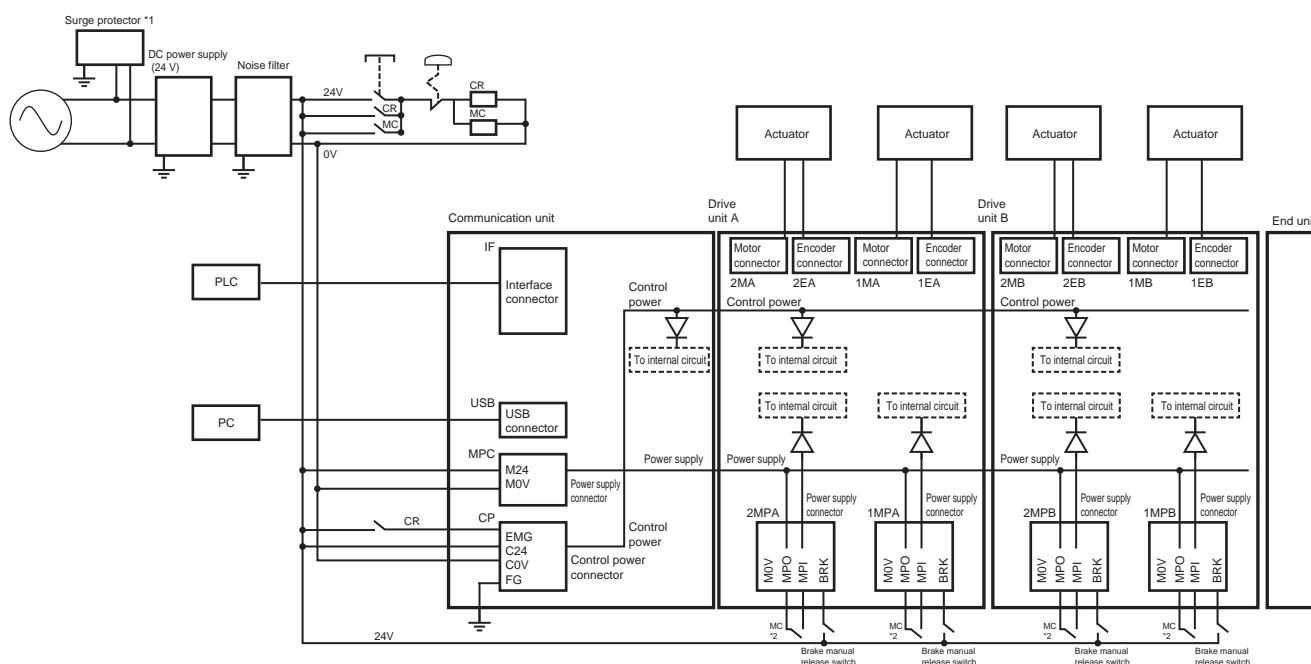 Surge protector *1
DC power supply
(24 V)
Noise filter
24V
CR
MC
CR
MC
0V
Actuator
Actuator
Actuator
Actuator
Communication unit
Drive
unit A
Drive
unit B
End uni
IF
Interface
connector
PLC
Motor
connector
Encoder
connector
Motor
connector
Encoder
connector
Motor
connector
Encoder
connector
Motor
connector
Encoder
connector
2MA
2EA
1MA
1EA
2MB
2EB
1MB
1EB
Control
power
Control power
Control power
To internal circuit
To internal circuit
To internal circuit
To internal circuit
To internal circuit
To internal circuit
To internal circuit
PC
USB
USB
connector
MPC
M24
M0V
Power supply
connector
Power supply
Power supply
Power supply
CR
CP
EMG
C24
C0V
FG
Control power
connector
Control
power
2MPA
Power supply
connector
1MPA
Power supply
connector
2MPB
Power supply
connector
1MPB
Power supply
connector
M0V
MPO
MPI
BRK
M0V
MPO
MPI
BRK
M0V
MPO
MPI
BRK
M0V
MPO
MPI
BRK
24V
MC
*2
MC
*2
MC
*2
MC
*2
Brake manual
release switch
Brake manual
release switch
Brake manual
release switch
Brake manual
release switch